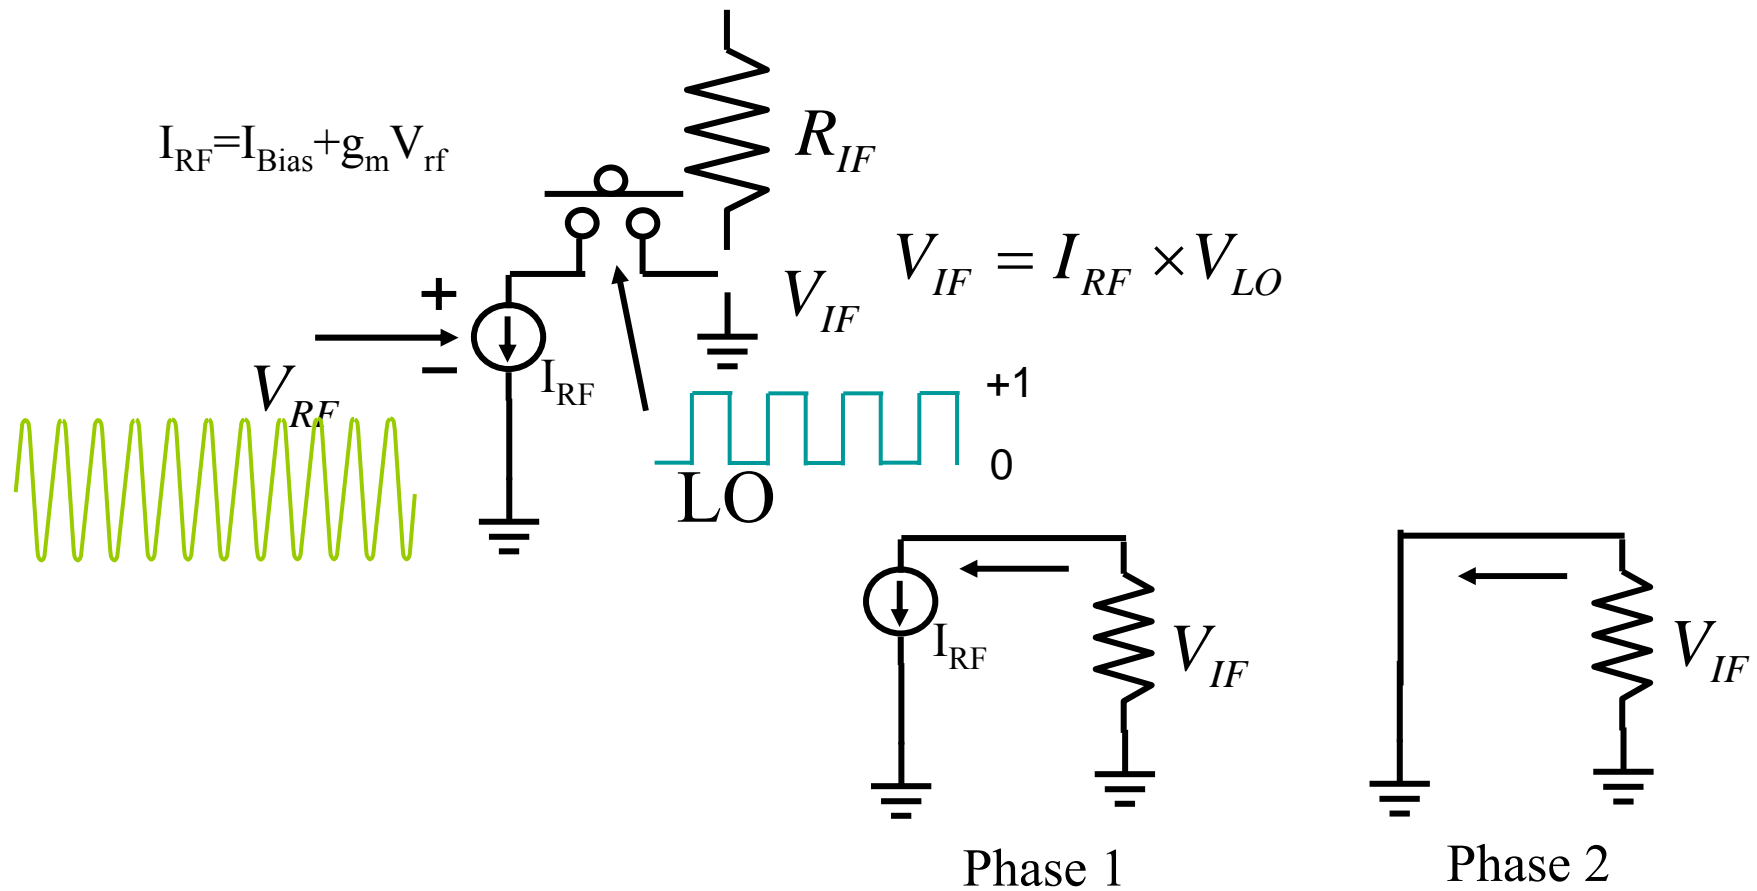 I_RF=I_Bias+g_mV_rf
R_IF
V_IF = I_RF × V_LO
V_IF
+
−
V_RF
I_RF
+1
0
LO
I_RF
V_IF
V_IF
Phase 1
Phase 2